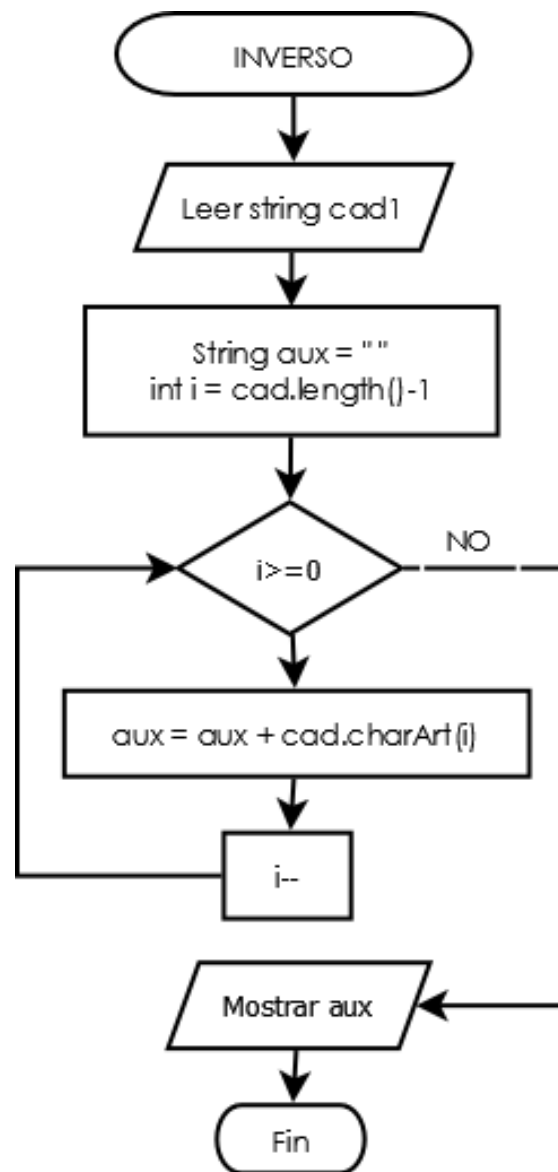 INVERSO
Leer string cad1
String aux = ""
int i = cad.length()-1
i>=0
NO
aux = aux + cad.charArt(i)
i--
Mostrar aux
Fin